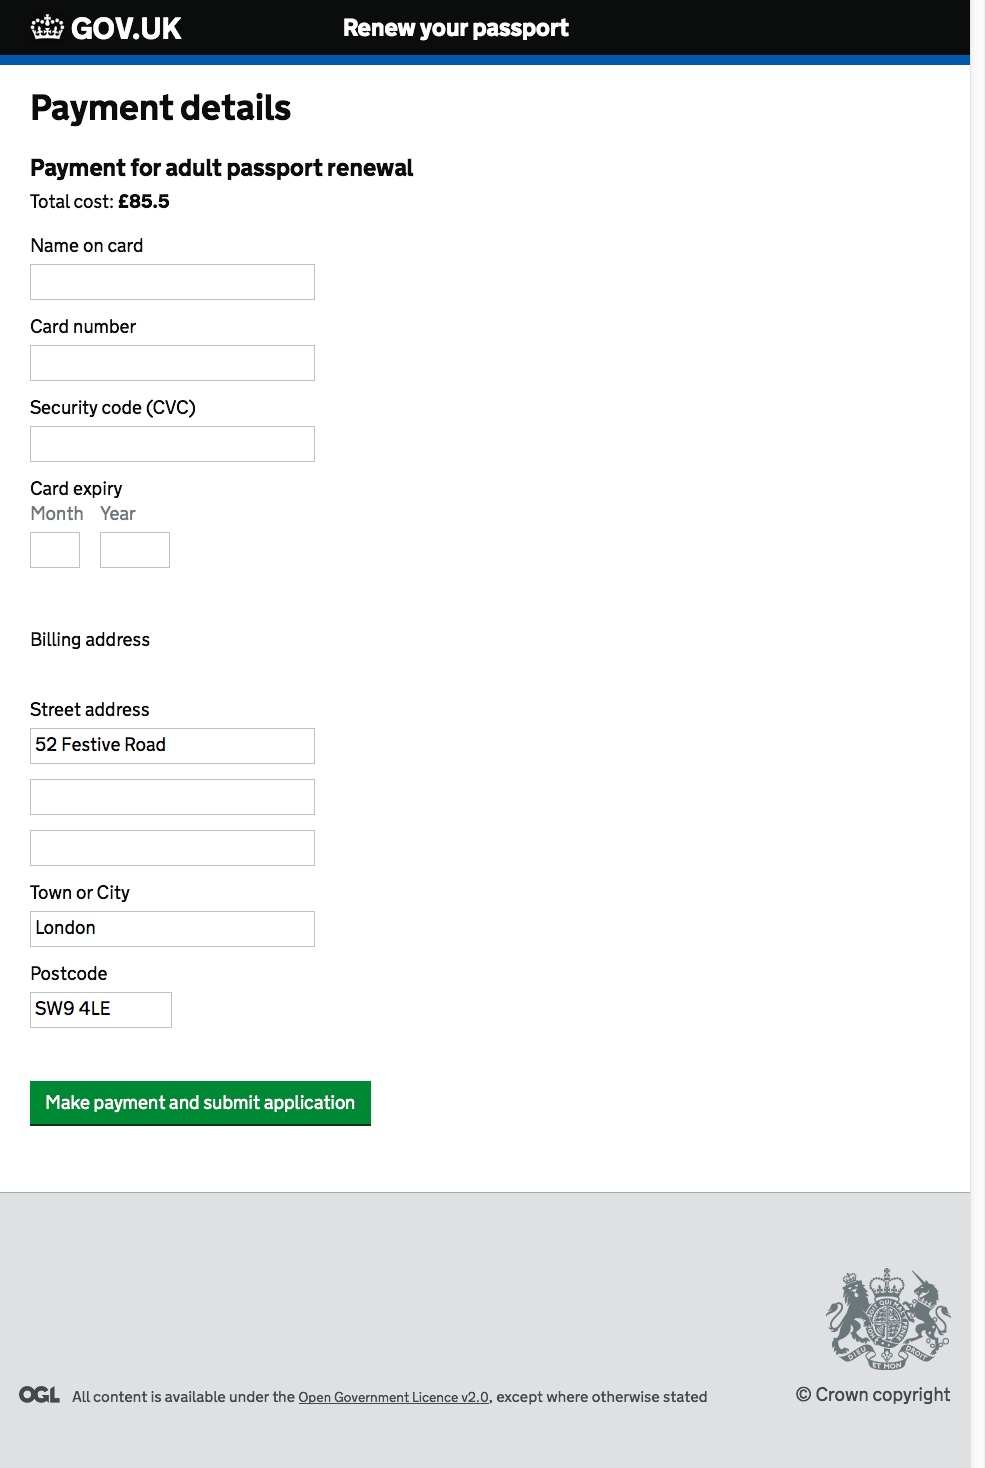 GOV.UK Renew your passport
Payment details
Payment for adult passport renewal
Total cost: £85.5
Name on card
Card number
Security code (CVC)
Card expiry
Month Year
Billing address
Street address
52 Festive Road
Town or City
London
Postcode
SW9 4LE
Make payment and submit application
DIEU ET MON DROIT
OGL All content is available under the Open Government Licence v2.0, except where otherwise stated
© Crown copyright